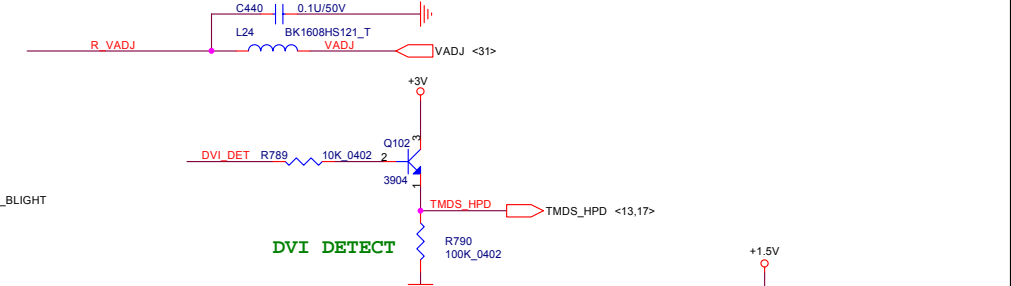 C440 0.1U/50V
L24 BK1608HS121_T
R_VADJ VADJ VADJ <31>
+3V
3
Q102
DVI_DET R789 10K_0402 2
3904
1
_BLIGHT
TMDS_HPD TMDS_HPD <13,17>
DVI DETECT R790
100K_0402
+1.5V